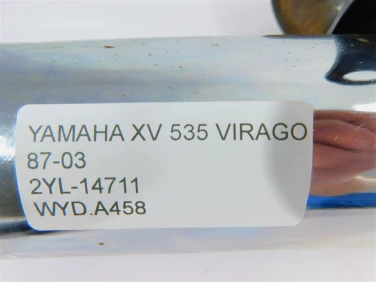 YAMAHA XV 535 VIRAGO
87-03
2YL-14711
WYD.A458